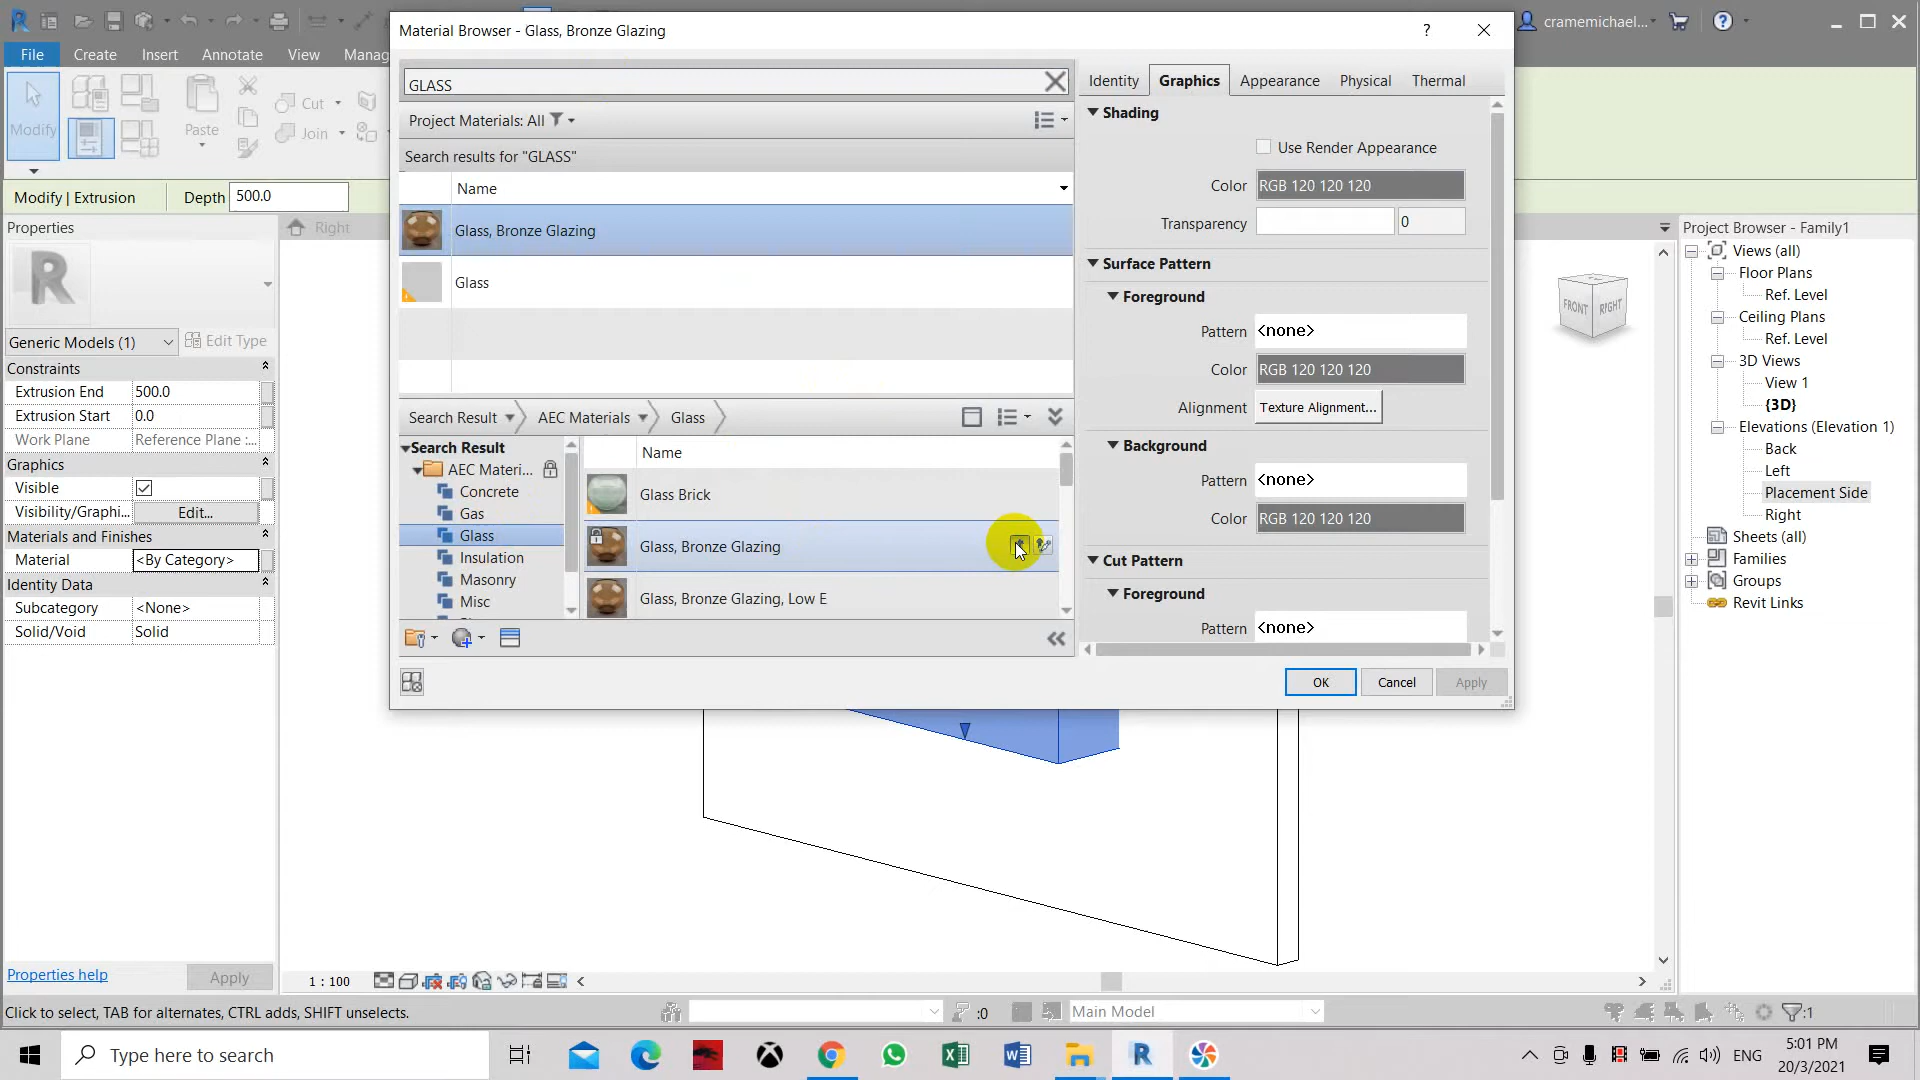 cramemichael...
File
Create
Insert
Annotate
View
Manag
Modify
Paste
Cut
Join
Modify | Extrusion
Depth
500.0
Properties
Right
Generic Models (1)
Edit Type
Constraints
Extrusion End 500.0
Extrusion Start 0.0
Work Plane Reference Plane :...
Graphics
Visible
Visibility/Graphi... Edit...
Materials and Finishes
Material <By Category>
Identity Data
Subcategory <None>
Solid/Void Solid
Properties help
Apply
Material Browser - Glass, Bronze Glazing
?
GLASS
Project Materials: All
Search results for "GLASS"
Name
Glass, Bronze Glazing
Glass
Search Result
AEC Materials
Glass
Search Result
AEC Materi...
Concrete
Gas
Glass
Insulation
Masonry
Misc
Name
Glass Brick
Glass, Bronze Glazing
Glass, Bronze Glazing, Low E
Identity
Graphics
Appearance
Physical
Thermal
Shading
Use Render Appearance
Color RGB 120 120 120
Transparency 0
Surface Pattern
Foreground
Pattern <none>
Color RGB 120 120 120
Alignment Texture Alignment...
Background
Pattern <none>
Color RGB 120 120 120
Cut Pattern
Foreground
Pattern <none>
OK
Cancel
Apply
FRONT
RIGHT
Project Browser - Family1
Views (all)
Floor Plans
Ref. Level
Ceiling Plans
Ref. Level
3D Views
View 1
{3D}
Elevations (Elevation 1)
Back
Left
Placement Side
Right
Sheets (all)
Families
Groups
Revit Links
1 : 100
Click to select, TAB for alternates, CTRL adds, SHIFT unselects.
:0
Main Model
:1
Type here to search
ENG
5:01 PM
20/3/2021